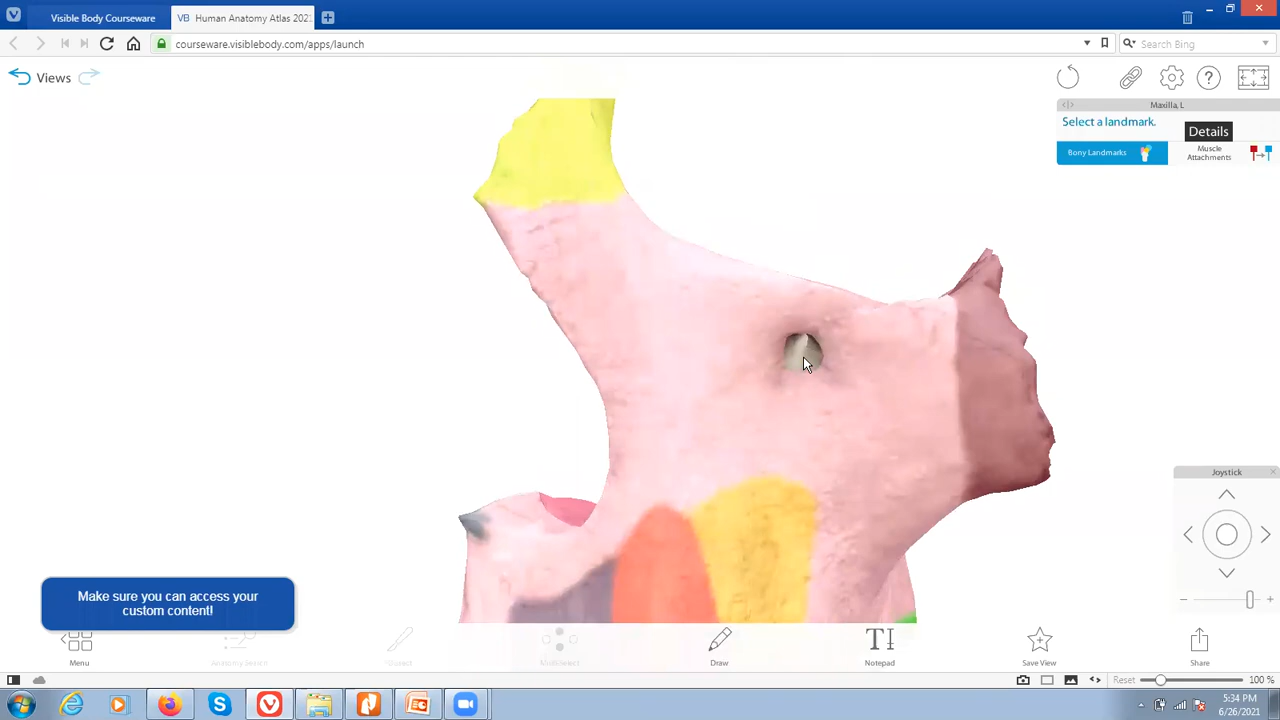 Visible Body Courseware
VB Human Anatomy Atlas 202
courseware.visiblebody.com/apps/launch
Search Bing
Views
Maxilla, L
Select a landmark.
Details
Bony Landmarks
Muscle
Attachments
Joystick
Make sure you can access your
custom content!
Menu
Draw
TI
Notepad
Save View
Share
Reset
100 %
5:34 PM
6/26/2021